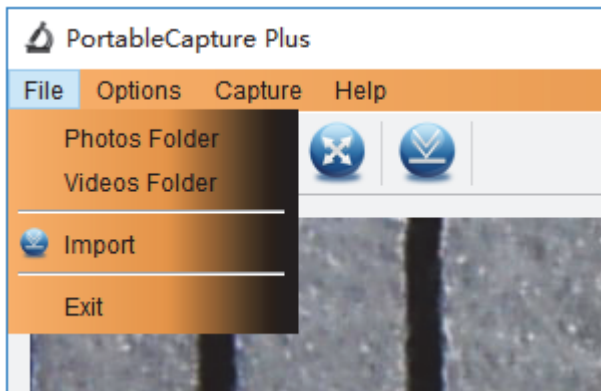 PortableCapture Plus
File Options Capture Help
Photos Folder
Videos Folder
Import
Exit